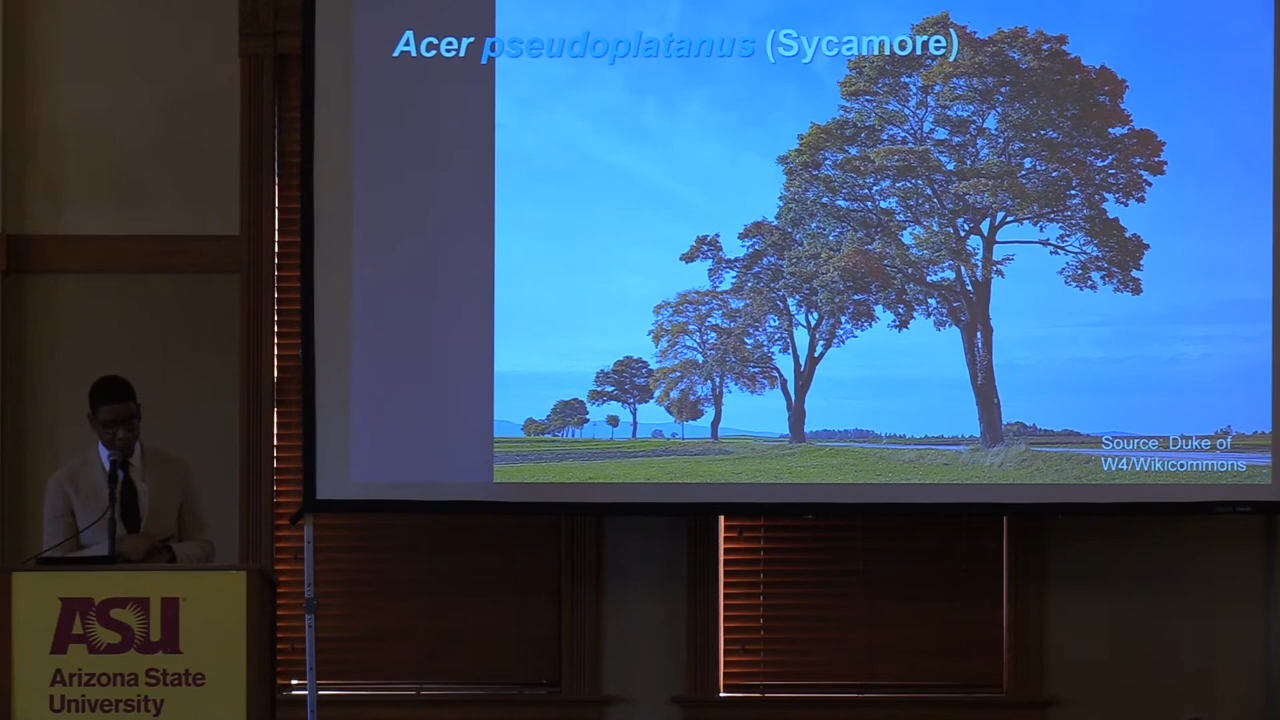 Acer pseudoplatanus (Sycamore)
Source: Duke of
W4/Wikicommons
ASU
Arizona State
University